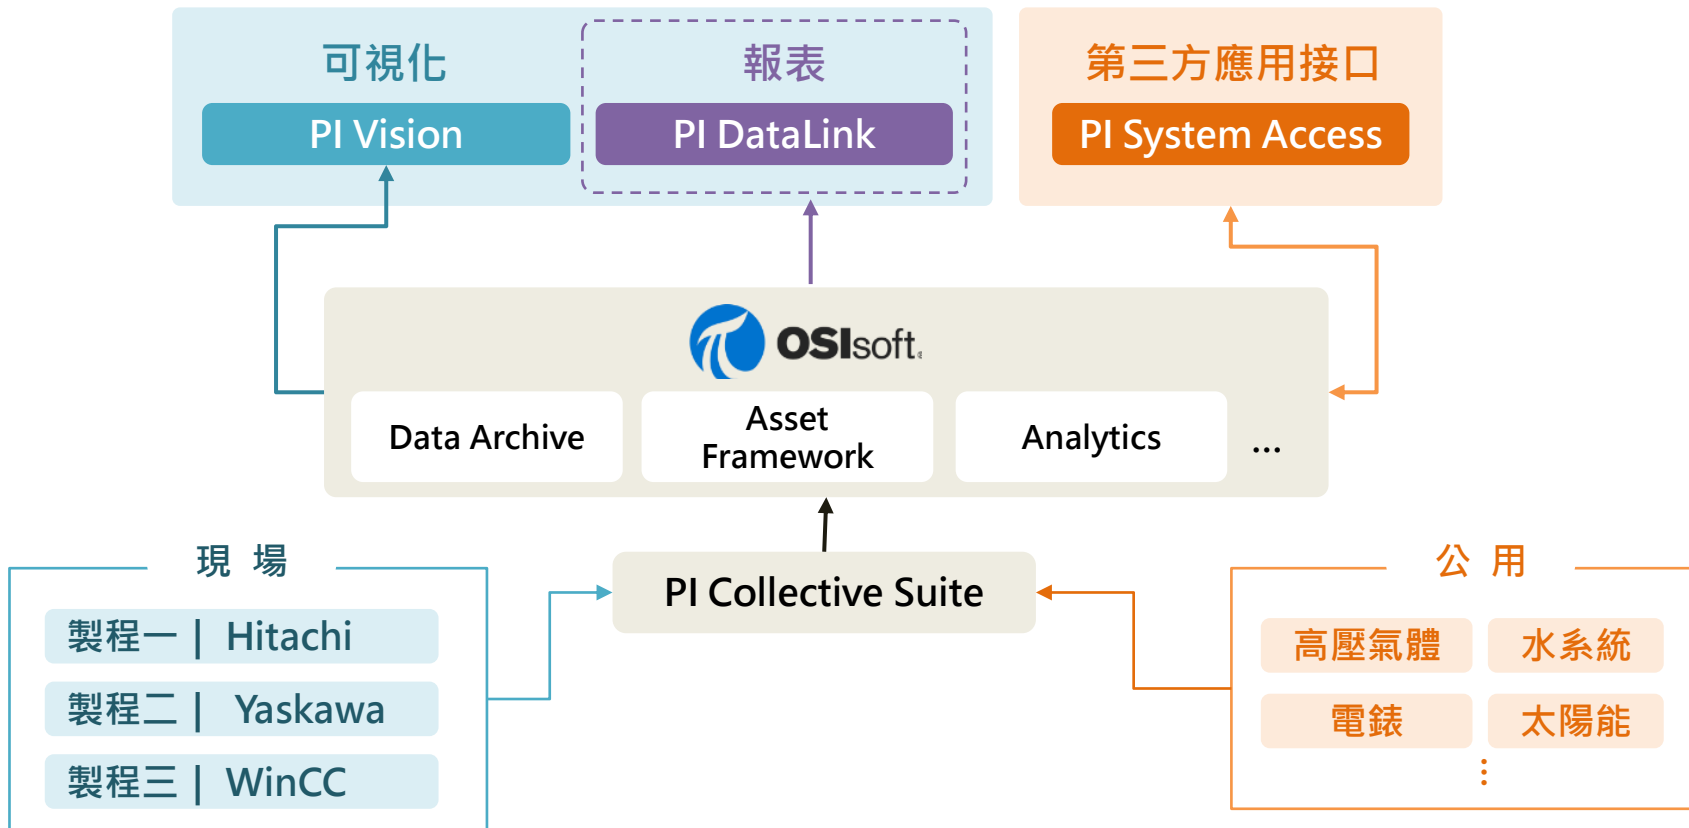 可視化
報表
第三方應用接口
PI Vision
PI DataLink
PI System Access
OSIsoft.
Data Archive
Asset
Framework
Analytics
...
現 場
PI Collective Suite
公 用
製程一 | Hitachi
製程二 | Yaskawa
製程三 | WinCC
高壓氣體
水系統
電錶
太陽能
⋮